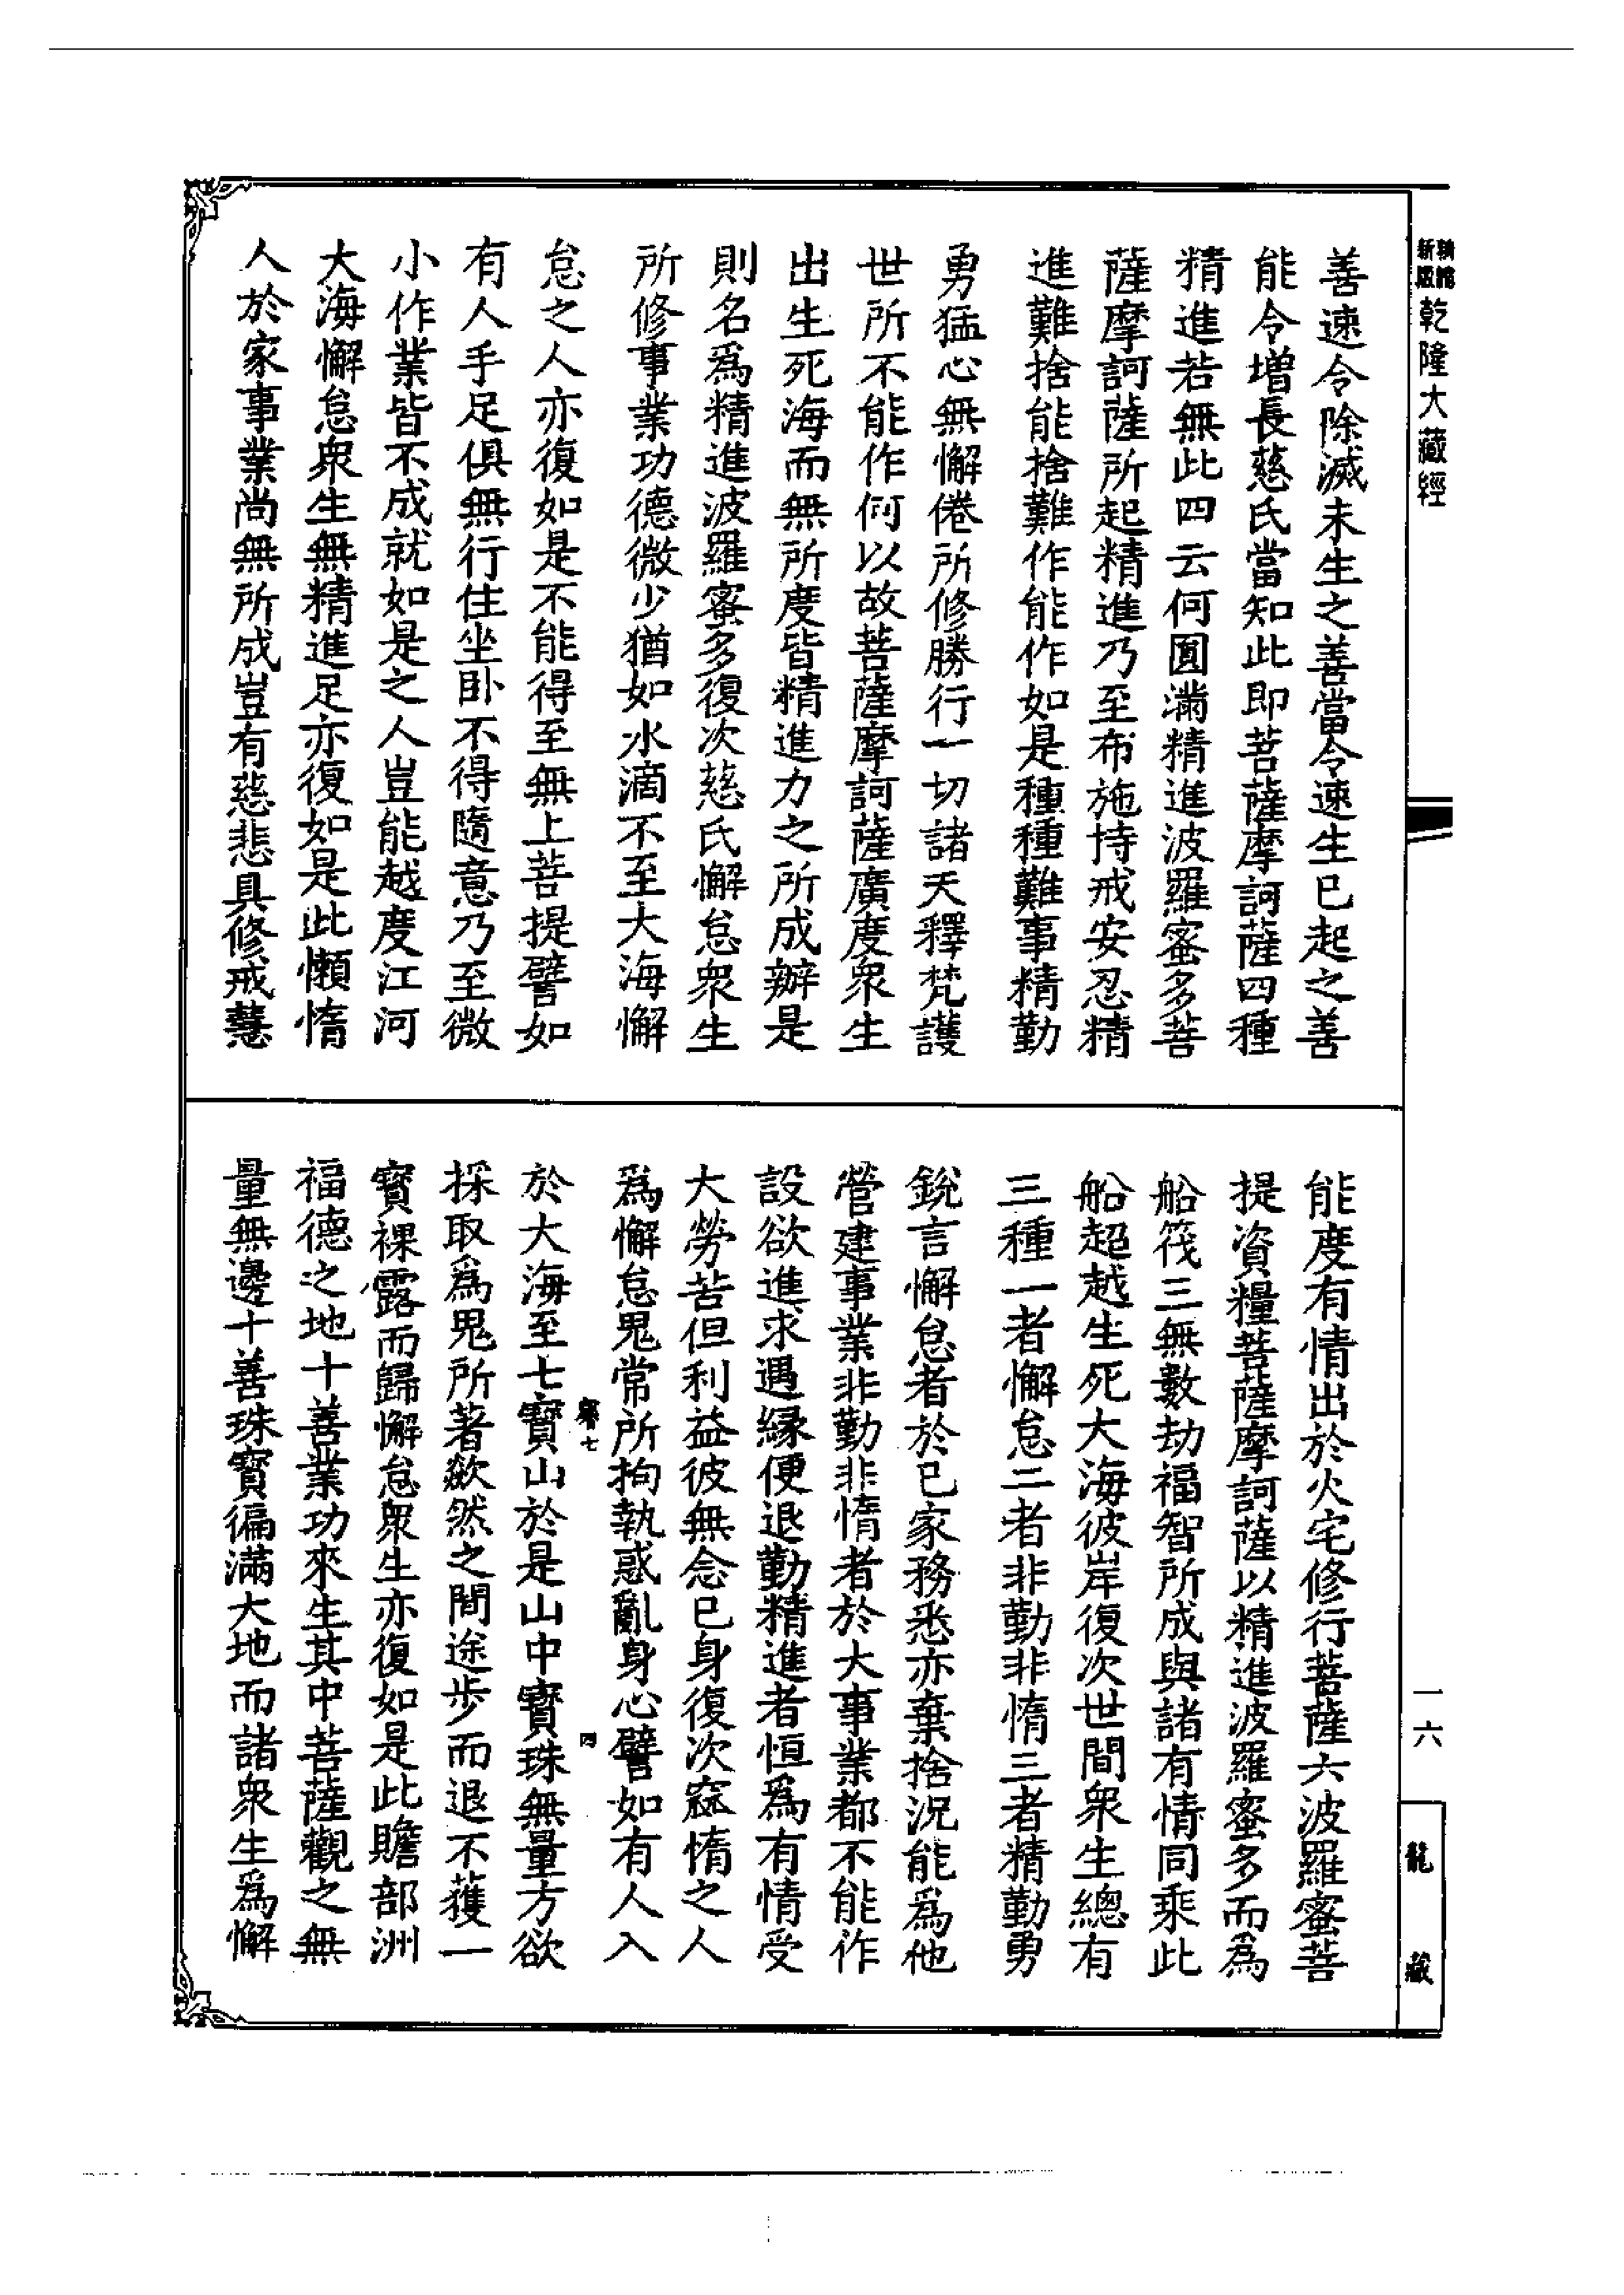 新編
縮版
乾隆大藏經
一六
龍藏
善速令除滅未生之善當令速生已起之善
能令增長慈氏當知此即菩薩摩訶薩四種
精進若無此四云何圓滿精進波羅蜜多菩
薩摩訶薩所起精進乃至布施持戒安忍精
進難捨能捨難作能作如是種種難事精勤
勇猛心無懈倦所修勝行一切諸天釋梵護
世所不能作何以故菩薩摩訶薩廣度衆生
出生死海而無所度皆精進力之所成辦是
則名爲精進波羅蜜多復次慈氏懈怠衆生
所修事業功德微少猶如水滴不至大海懈
怠之人亦復如是不能得至無上菩提譬如
有人手足俱無行住坐卧不得隨意乃至微
小作業皆不成就如是之人豈能越度江河
大海懈怠衆生無精進足亦復如是此懶惰
人於家事業尚無所成豈有慈悲具修戒慧
能度有情出於火宅修行菩薩六波羅蜜菩
提資糧菩薩摩訶薩以精進波羅蜜多而爲
船筏三無數劫福智所成與諸有情同乘此
船超越生死大海彼岸復次世間衆生總有
三種一者懈怠二者非勤非惰三者精勤勇
銳言懈怠者於已家務悉亦棄捨況能爲他
營建事業非勤非惰者於大事業都不能作
設欲進求遇緣便退勤精進者恒爲有情受
大勞苦但利益彼無念已身復次寂惰之人
爲懈怠鬼常所拘執惑亂身心譬如有人入
於大海至七寶山於是山中寶珠無量方欲
採取爲鬼所著欻然之間途步而退不獲一
寶裸露而歸懈怠衆生亦復如是此贍部洲
福德之地十善業功來生其中菩薩觀之無
量無邊十善珠寶徧滿大地而諸衆生爲懈